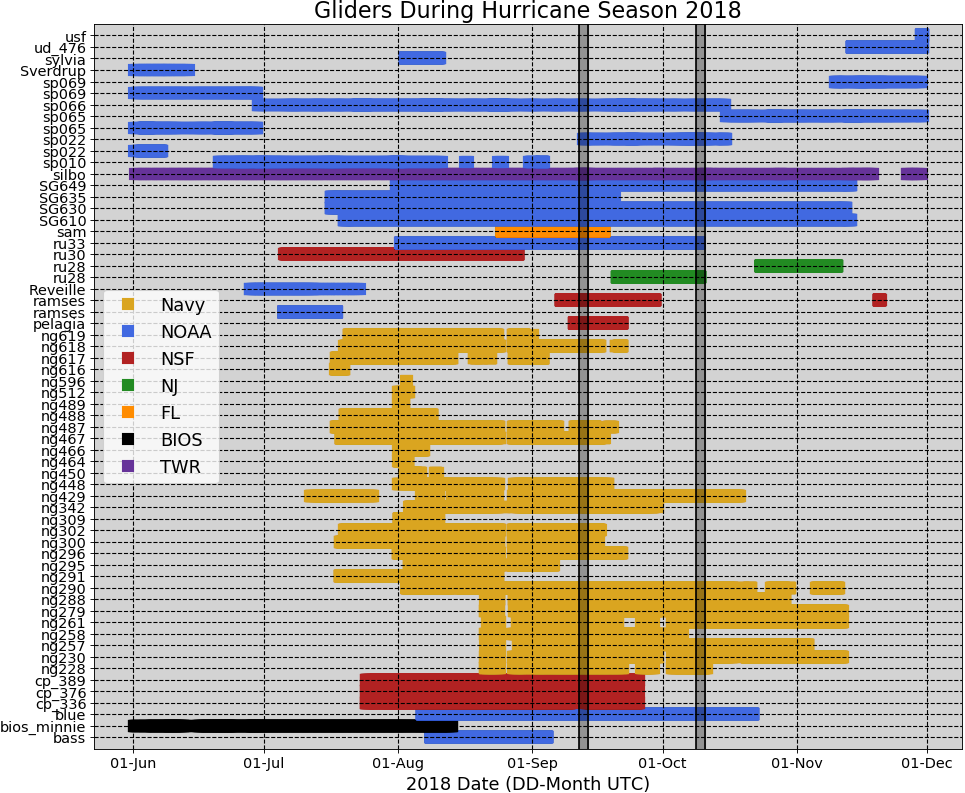 Gliders During Hurricane Season 2018
usf
ud_476
sylvia
Sverdrup
sp069
sp069
sp066
sp065
sp065
sp022
sp022
sp010
silbo
SG649
SG635
SG630
SG610
sam
ru33
ru30
ru28
ru28
Reveille
ramses
ramses
pelagia
ng619
ng618
ng617
ng616
ng596
ng512
ng489
ng488
ng487
ng467
ng466
ng464
ng450
ng448
ng429
ng342
ng309
ng302
ng300
ng296
ng295
ng291
ng290
ng288
ng279
ng261
ng258
ng257
ng230
ng228
cp_389
cp_376
cp_336
blue
bios_minnie
bass
Navy
NOAA
NSF
NJ
FL
BIOS
TWR
01-Jun 01-Jul 01-Aug 01-Sep 01-Oct 01-Nov 01-Dec
2018 Date (DD-Month UTC)